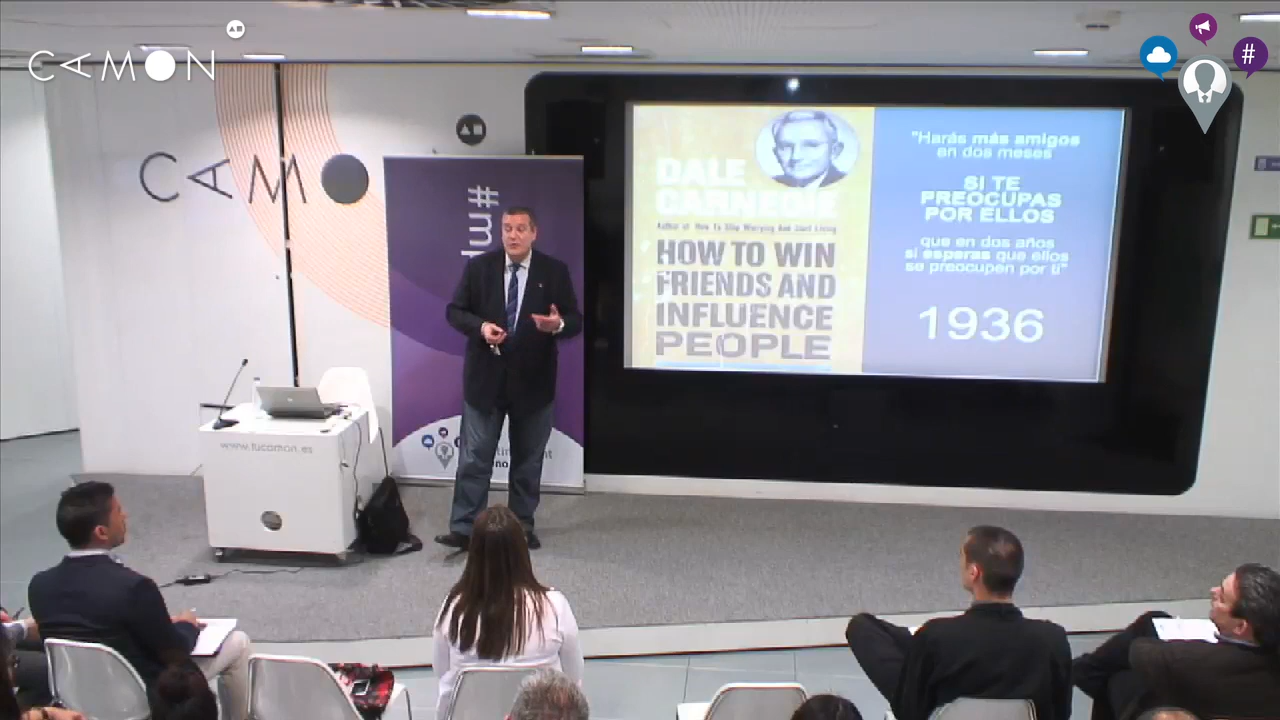 CAMON
#
CAMO
#mp
DALE
CARNEGIE
Author of How To Stop Worrying And Start Living
HOW TO WIN
FRIENDS AND
INFLUENCE
PEOPLE
"Harás más amigos
en dos meses
SI TE
PREOCUPAS
POR ELLOS
que en dos años
si esperas que ellos
se preocupen por ti"
1936
www.tucamon.es